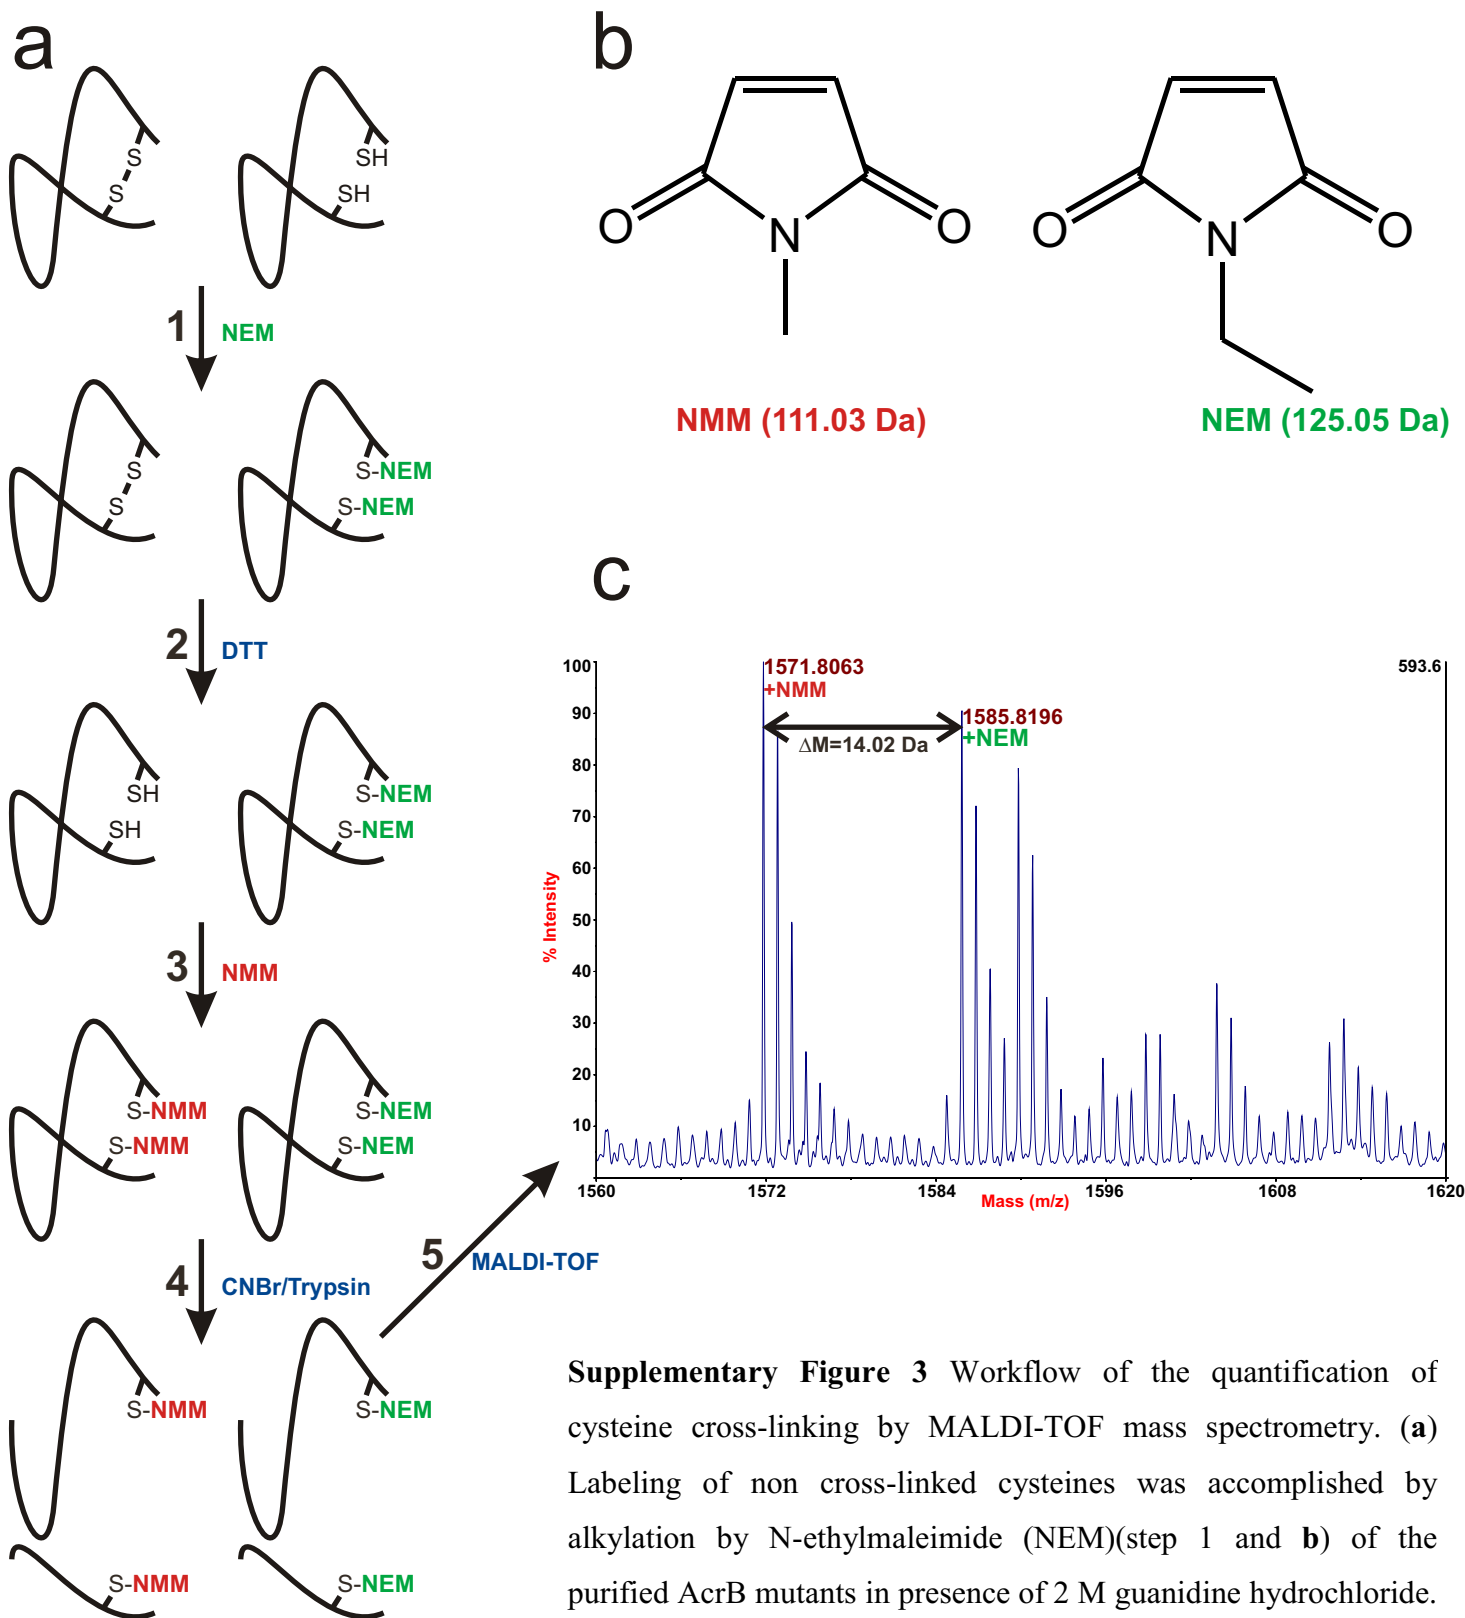 a
S
S
SH
SH
1
NEM
S
S
S-NEM
S-NEM
2
DTT
SH
SH
S-NEM
S-NEM
3
NMM
S-NMM
S-NMM
S-NEM
S-NEM
4
CNBr/Trypsin
S-NMM
S-NEM
S-NMM
S-NEM
5
MALDI-TOF
b
O
N
O
NMM (111.03 Da)
O
N
O
NEM (125.05 Da)
c
1571.8063
+NMM
ΔM=14.02 Da
1585.8196
+NEM
593.6
100
90
80
70
60
50
40
30
20
10
% Intensity
1560
1572
1584
1596
1608
1620
Mass (m/z)
Supplementary Figure 3 Workflow of the quantification of
cysteine cross-linking by MALDI-TOF mass spectrometry. (a)
Labeling of non cross-linked cysteines was accomplished by
alkylation by N-ethylmaleimide (NEM)(step 1 and b) of the
purified AcrB mutants in presence of 2 M guanidine hydrochloride.